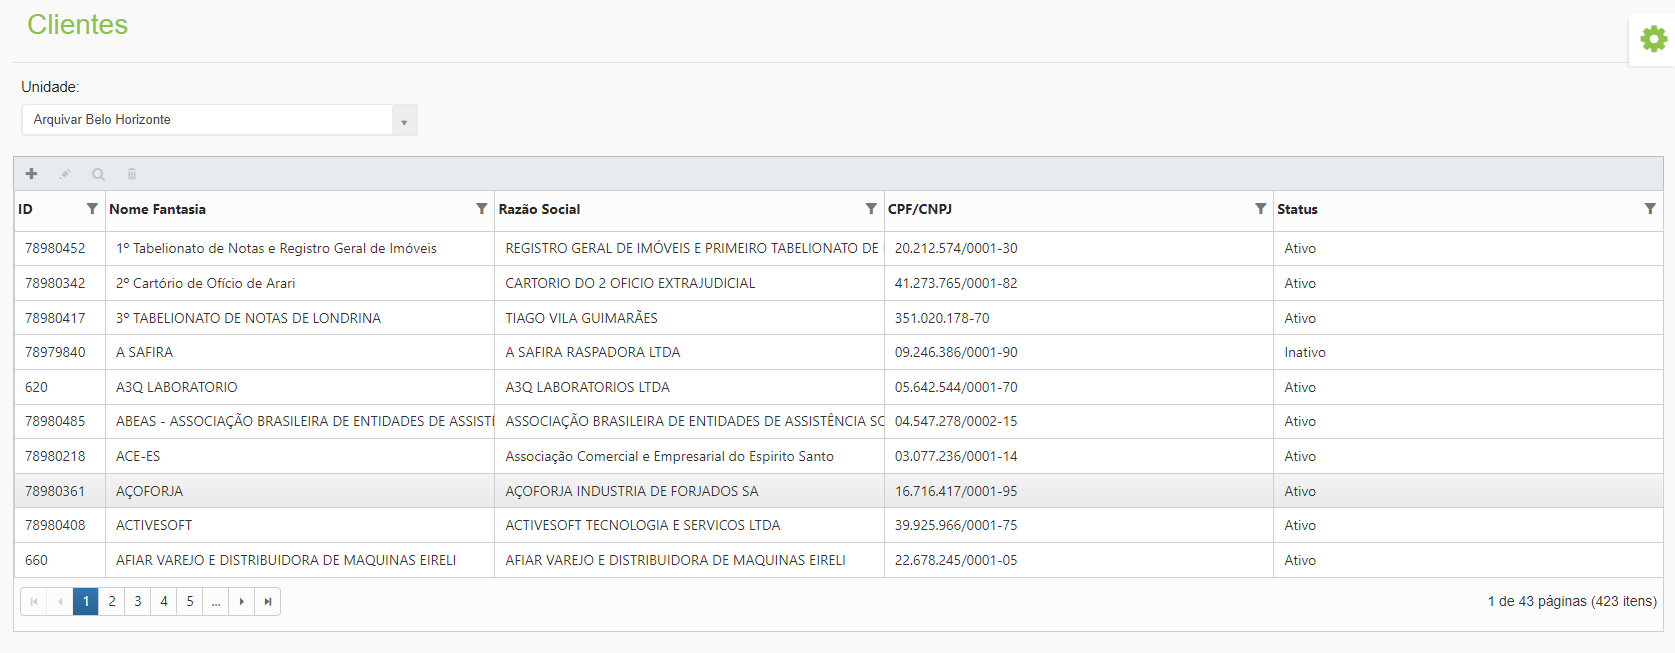 Clientes
Unidade:
Arquivar Belo Horizonte
ID Nome Fantasia Razão Social CPF/CNPJ Status
78980452 1º Tabelionato de Notas e Registro Geral de Imóveis REGISTRO GERAL DE IMÓVEIS E PRIMEIRO TABELIONATO DE 20.212.574/0001-30 Ativo
78980342 2º Cartório de Ofício de Arari CARTORIO DO 2 OFICIO EXTRAJUDICIAL 41.273.765/0001-82 Ativo
78980417 3º TABELIONATO DE NOTAS DE LONDRINA TIAGO VILA GUIMARÃES 351.020.178-70 Ativo
78979840 A SAFIRA A SAFIRA RASPADORA LTDA 09.246.386/0001-90 Inativo
620 A3Q LABORATORIO A3Q LABORATORIOS LTDA 05.642.544/0001-70 Ativo
78980485 ABEAS - ASSOCIAÇÃO BRASILEIRA DE ENTIDADES DE ASSIST ASSOCIAÇÃO BRASILEIRA DE ENTIDADES DE ASSISTÊNCIA SO 04.547.278/0002-15 Ativo
78980218 ACE-ES Associação Comercial e Empresarial do Espirito Santo 03.077.236/0001-14 Ativo
78980361 AÇOFORJA AÇOFORJA INDUSTRIA DE FORJADOS SA 16.716.417/0001-95 Ativo
78980408 ACTIVESOFT ACTIVESOFT TECNOLOGIA E SERVICOS LTDA 39.925.966/0001-75 Ativo
660 AFIAR VAREJO E DISTRIBUIDORA DE MAQUINAS EIRELI AFIAR VAREJO E DISTRIBUIDORA DE MAQUINAS EIRELI 22.678.245/0001-05 Ativo
1 2 3 4 5 ... 1 de 43 páginas (423 itens)